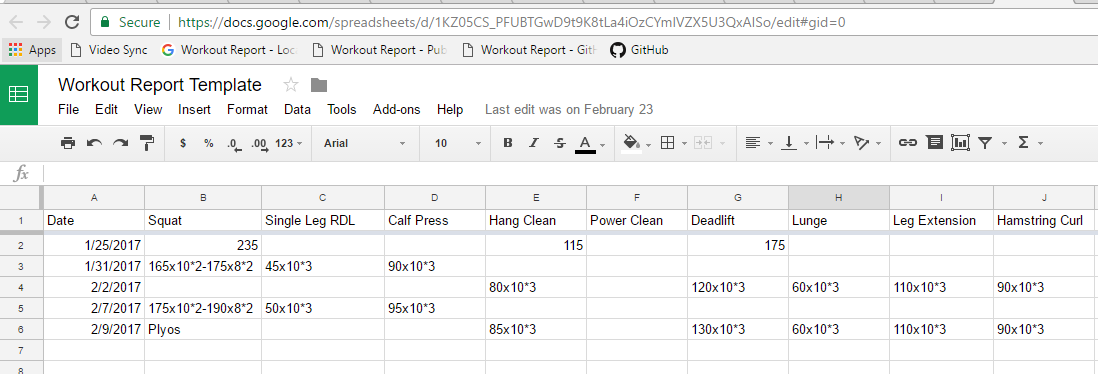 Secure | https://docs.google.com/spreadsheets/d/1KZ05CS_PFUBTGwD9t9K8tLa4iOzCYmIVZX5U3QxAISo/edit#gid=0
Apps Video Sync Workout Report - Loc Workout Report - Pub Workout Report - Gith GitHub
Workout Report Template
File Edit View Insert Format Data Tools Add-ons Help Last edit was on February 23
$ % .0 .00 123 Arial 10 B I S A Σ
fx
A B C D E F G H I J
1 Date Squat Single Leg RDL Calf Press Hang Clean Power Clean Deadlift Lunge Leg Extension Hamstring Curl
2 1/25/2017 235 115 175
3 1/31/2017 165x10*2-175x8*2 45x10*3 90x10*3
4 2/2/2017 80x10*3 120x10*3 60x10*3 110x10*3 90x10*3
5 2/7/2017 175x10*2-190x8*2 50x10*3 95x10*3
6 2/9/2017 Plyos 85x10*3 130x10*3 60x10*3 110x10*3 90x10*3
7
8